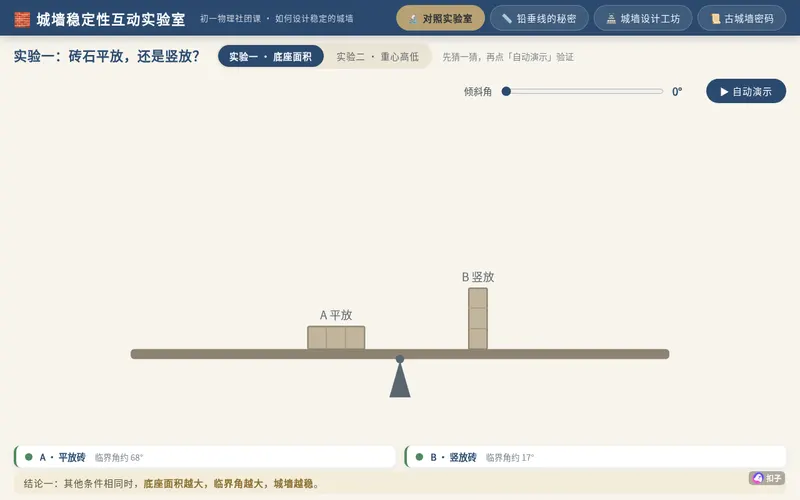 城墙稳定性互动实验室
初一物理社团课 · 如何设计稳定的城墙
对照实验室
铅垂线的秘密
城墙设计工坊
古城墙密码
实验一：砖石平放，还是竖放？
实验一 · 底座面积
实验二 · 重心高低
先猜一猜，再点「自动演示」验证
倾斜角
0°
▶ 自动演示
B 竖放
A 平放
A · 平放砖 临界角约 68°
B · 竖放砖 临界角约 17°
结论一：其他条件相同时，底座面积越大，临界角越大，城墙越稳。
扣子